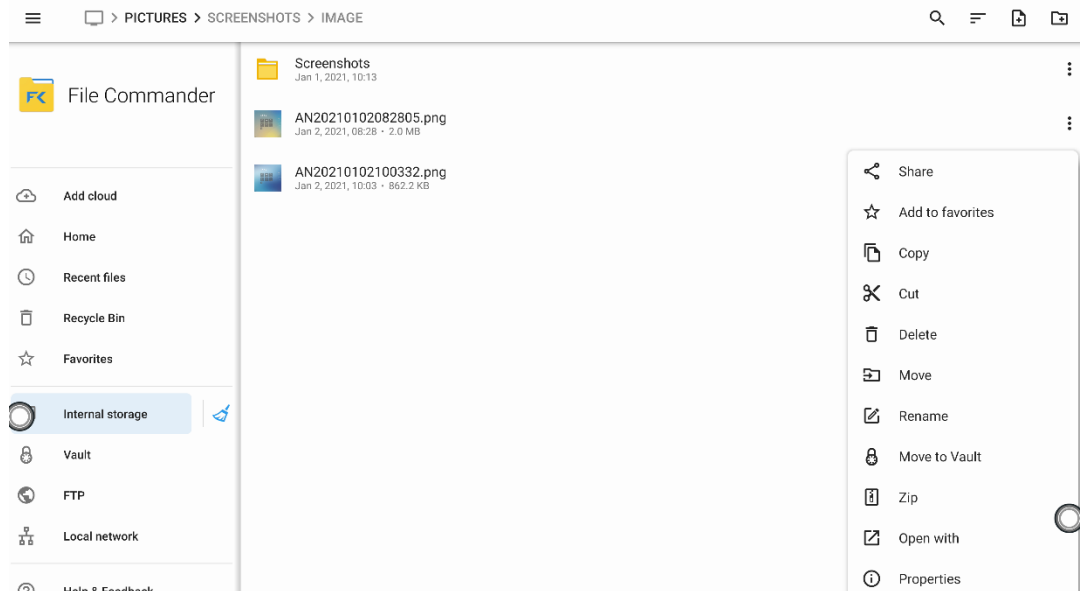 PICTURES > SCREENSHOTS > IMAGE
FK File Commander
Add cloud
Home
Recent files
Recycle Bin
Favorites
Internal storage
Vault
FTP
Local network
Help & Feedback
Screenshots
Jan 1, 2021, 10:13
AN20210102082805.png
Jan 2, 2021, 08:28 • 2.0 MB
AN20210102100332.png
Jan 2, 2021, 10:03 • 862.2 KB
Share
Add to favorites
Copy
Cut
Delete
Move
Rename
Move to Vault
Zip
Open with
Properties